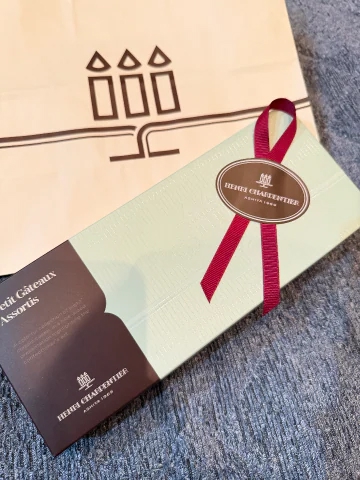 HENRI CHARPENTIER
ASHIYA 1969
etit Gâteaux
Assortis
HENRI CHARPENTIER
ASHIYA 1969